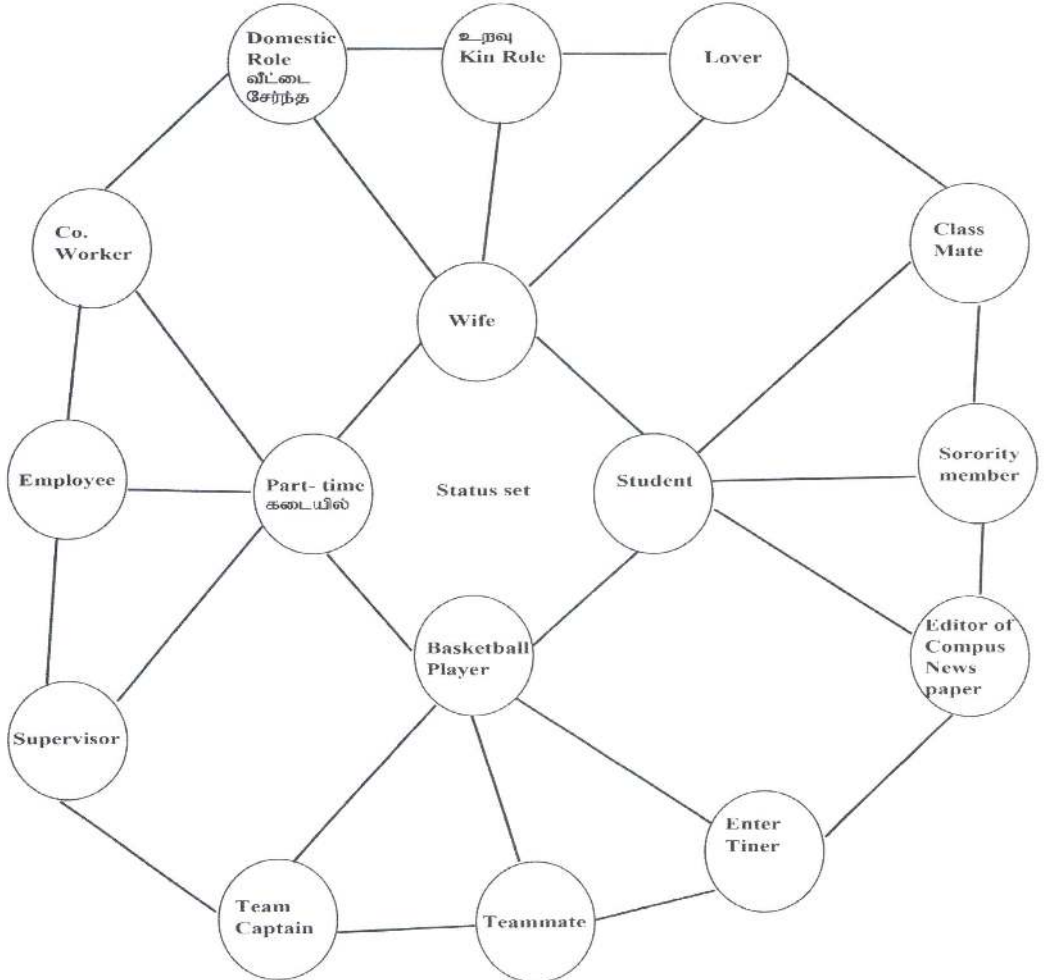 Domestic
Role
வீட்டை
சேர்ந்த
உறவு
Kin Role
Lover
Co.
Worker
Class
Mate
Wife
Employee
Part- time
கடையில்
Status set
Student
Sorority
member
Basketball
Player
Editor of
Compus
News
paper
Supervisor
Enter
Tiner
Team
Captain
Teammate